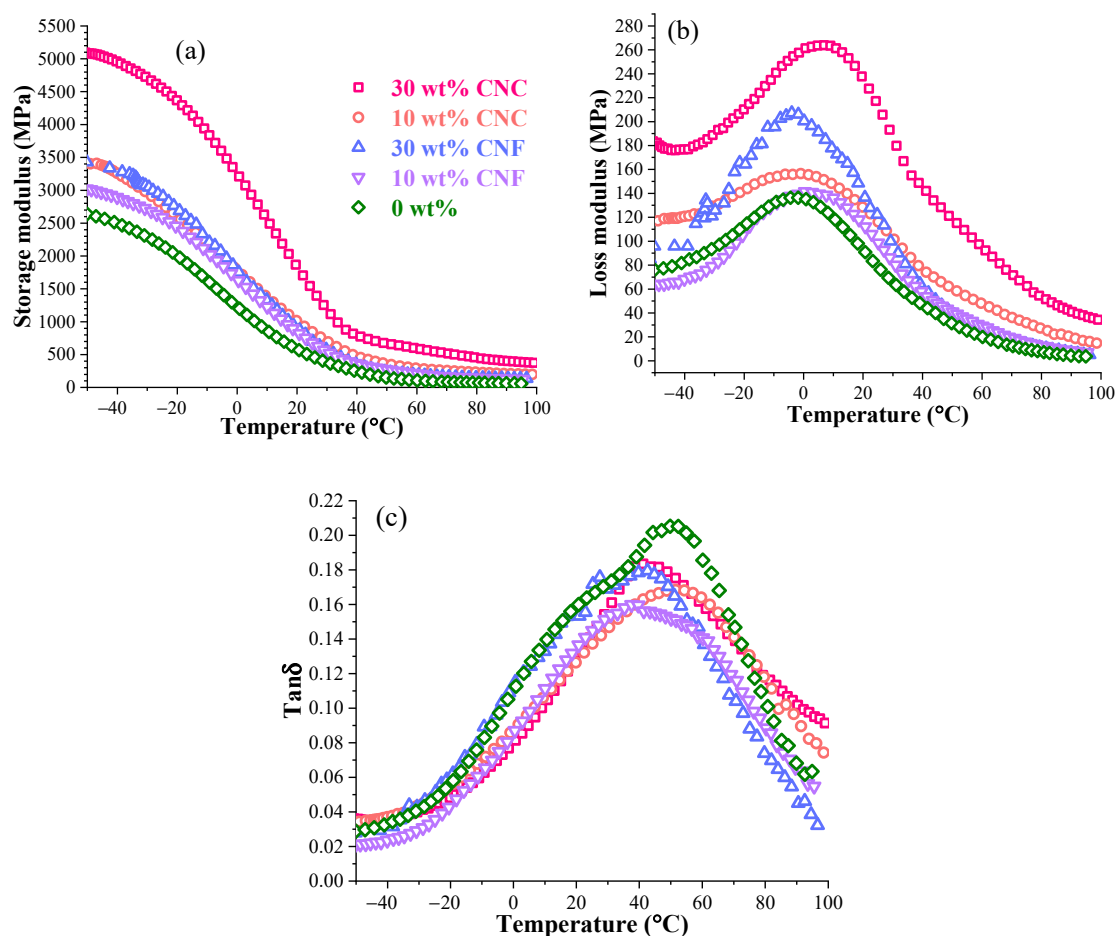 (a)
5500
5000
4500
4000
3500
3000
2500
2000
1500
1000
500
0
Storage modulus (MPa)
−40 −20 0 20 40 60 80 100
Temperature (°C)
30 wt% CNC
10 wt% CNC
30 wt% CNF
10 wt% CNF
0 wt%
(b)
280
260
240
220
200
180
160
140
120
100
80
60
40
20
0
Loss modulus (MPa)
−40 −20 0 20 40 60 80 100
Temperature (°C)
(c)
0.22
0.20
0.18
0.16
0.14
0.12
0.10
0.08
0.06
0.04
0.02
0.00
Tanδ
−40 −20 0 20 40 60 80 100
Temperature (°C)